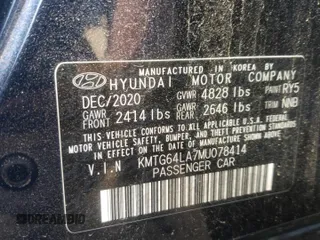 MANUFACTURED IN KOREA BY
HYUNDAI MOTOR COMPANY
DEC/2020 GVWR 4828 lbs PAINT RY5
GAWR FRONT 2414 lbs GAWR REAR 2646 lbs TRIM NNB
THIS VEHICLE CONFORMS TO ALL APPLICABLE
FEDERAL MOTOR VEHICLE SAFETY, BUMPER,
AND THEFT PREVENTION STANDARDS IN EFFECT
ON THE DATE OF MANUFACTURE SHOWN ABOVE.
V.I.N KMTG64LA7MU078414
PASSENGER CAR
DREAMBID